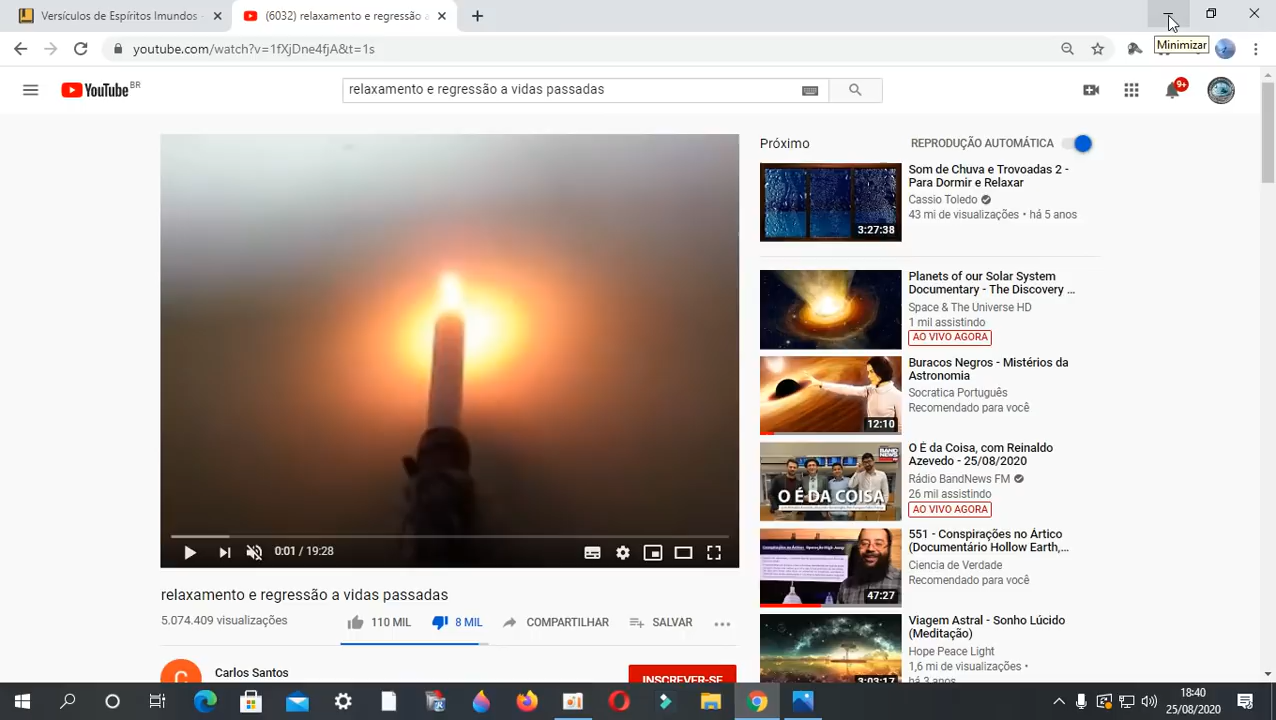 Versículos de Espíritos Imundos -
(6032) relaxamento e regressão a
Minimizar
youtube.com/watch?v=1fXjDne4fjA&t=1s
YouTube BR
relaxamento e regressão a vidas passadas
9+
Próximo
REPRODUÇÃO AUTOMÁTICA
Som de Chuva e Trovoadas 2 -
Para Dormir e Relaxar
Cassio Toledo
43 mi de visualizações • há 5 anos
3:27:38
Planets of our Solar System
Documentary - The Discovery ...
Space & The Universe HD
1 mil assistindo
AO VIVO AGORA
Buracos Negros - Mistérios da
Astronomia
Socratica Português
Recomendado para você
12:10
O É da Coisa, com Reinaldo
Azevedo - 25/08/2020
Rádio BandNews FM
26 mil assistindo
AO VIVO AGORA
O É DA COISA
551 - Conspirações no Ártico
(Documentário Hollow Earth,...
Ciencia de Verdade
Recomendado para você
47:27
Viagem Astral - Sonho Lúcido
(Meditação)
Hope Peace Light
1,6 mi de visualizações •
há 3 anos
3:03:17
0:01 / 19:28
relaxamento e regressão a vidas passadas
5.074.409 visualizações
110 MIL
8 MIL
COMPARTILHAR
SALVAR
Carlos Santos
INSCREVER-SE
18:40
25/08/2020